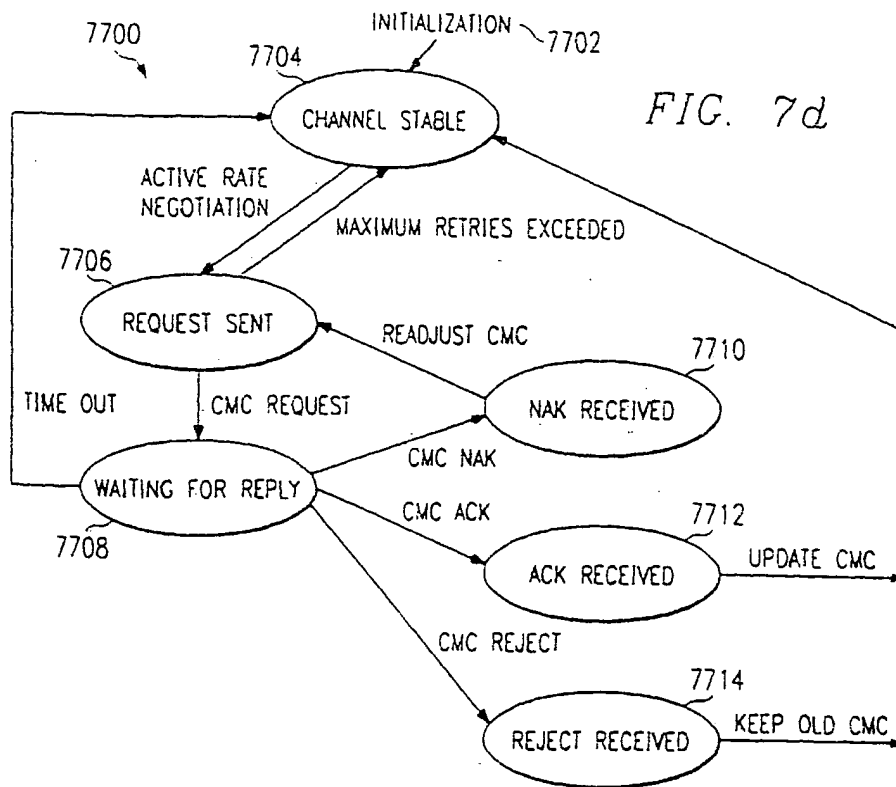 7700
INITIALIZATION
7702
7704
FIG. 7d
CHANNEL STABLE
ACTIVE RATE
NEGOTIATION
MAXIMUM RETRIES EXCEEDED
7706
REQUEST SENT
READJUST CMC
7710
NAK RECEIVED
TIME OUT
CMC REQUEST
CMC NAK
WAITING FOR REPLY
7708
CMC ACK
7712
ACK RECEIVED
UPDATE CMC
CMC REJECT
7714
REJECT RECEIVED
KEEP OLD CMC